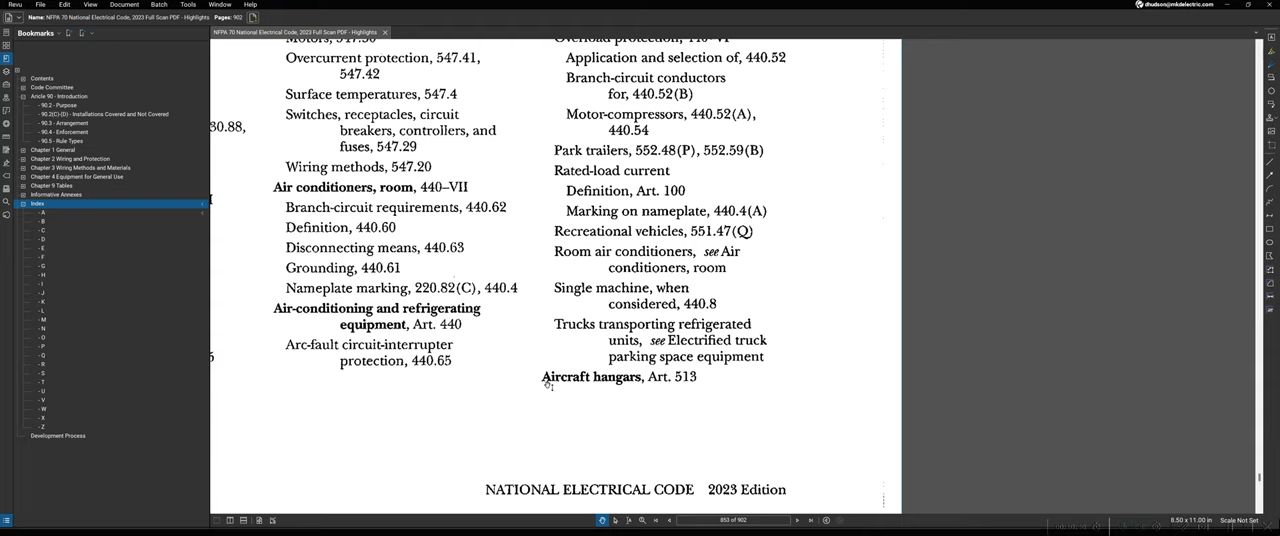 Revu File Edit View Document Batch Tools Window Help
dhudson@mkdelectric.com
Name: NFPA 70 National Electrical Code, 2023 Full Scan PDF - Highlights Pages: 902
Bookmarks
NFPA 70 National Electrical Code, 2023 Full Scan PDF - Highlights
Contents
Code Committee
Aricle 90 - Introduction
- 90.2 - Purpose
- 90.2(C)-(D) - Installations Covered and Not Covered
- 90.3 - Arrangement
- 90.4 - Enforcement
- 90.5 - Rule Types
Chapter 1 General
Chapter 2 Wiring and Protection
Chapter 3 Wiring Methods and Materials
Chapter 4 Equipment for General Use
Chapter 9 Tables
Informative Annexes
Index
- A
- B
- C
- D
- E
- F
- G
- H
- I
- J
- K
- L
- M
- N
- O
- P
- Q
- R
- S
- T
- U
- V
- W
- X
- Z
Development Process
30.88,
Motors, 547.30
Overcurrent protection, 547.41,
547.42
Surface temperatures, 547.4
Switches, receptacles, circuit
breakers, controllers, and
fuses, 547.29
Wiring methods, 547.20
Air conditioners, room, 440–VII
Branch-circuit requirements, 440.62
Definition, 440.60
Disconnecting means, 440.63
Grounding, 440.61
Nameplate marking, 220.82(C), 440.4
Air-conditioning and refrigerating
equipment, Art. 440
Arc-fault circuit-interrupter
protection, 440.65
Overload protection, 440–VI
Application and selection of, 440.52
Branch-circuit conductors
for, 440.52(B)
Motor-compressors, 440.52(A),
440.54
Park trailers, 552.48(P), 552.59(B)
Rated-load current
Definition, Art. 100
Marking on nameplate, 440.4(A)
Recreational vehicles, 551.47(Q)
Room air conditioners, see Air
conditioners, room
Single machine, when
considered, 440.8
Trucks transporting refrigerated
units, see Electrified truck
parking space equipment
Aircraft hangars, Art. 513
NATIONAL ELECTRICAL CODE 2023 Edition
853 of 902
8.50 x 11.00 in Scale Not Set